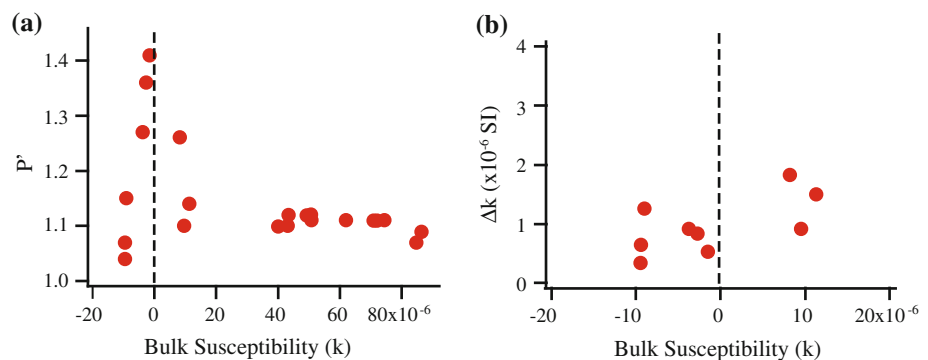 (a)
P'
1.4
1.3
1.2
1.1
1.0
-20 0 20 40 60 80x10-6
Bulk Susceptibility (k)
(b)
Δk (x10-6 SI)
4
3
2
1
0
-20 -10 0 10 20x10-6
Bulk Susceptibility (k)